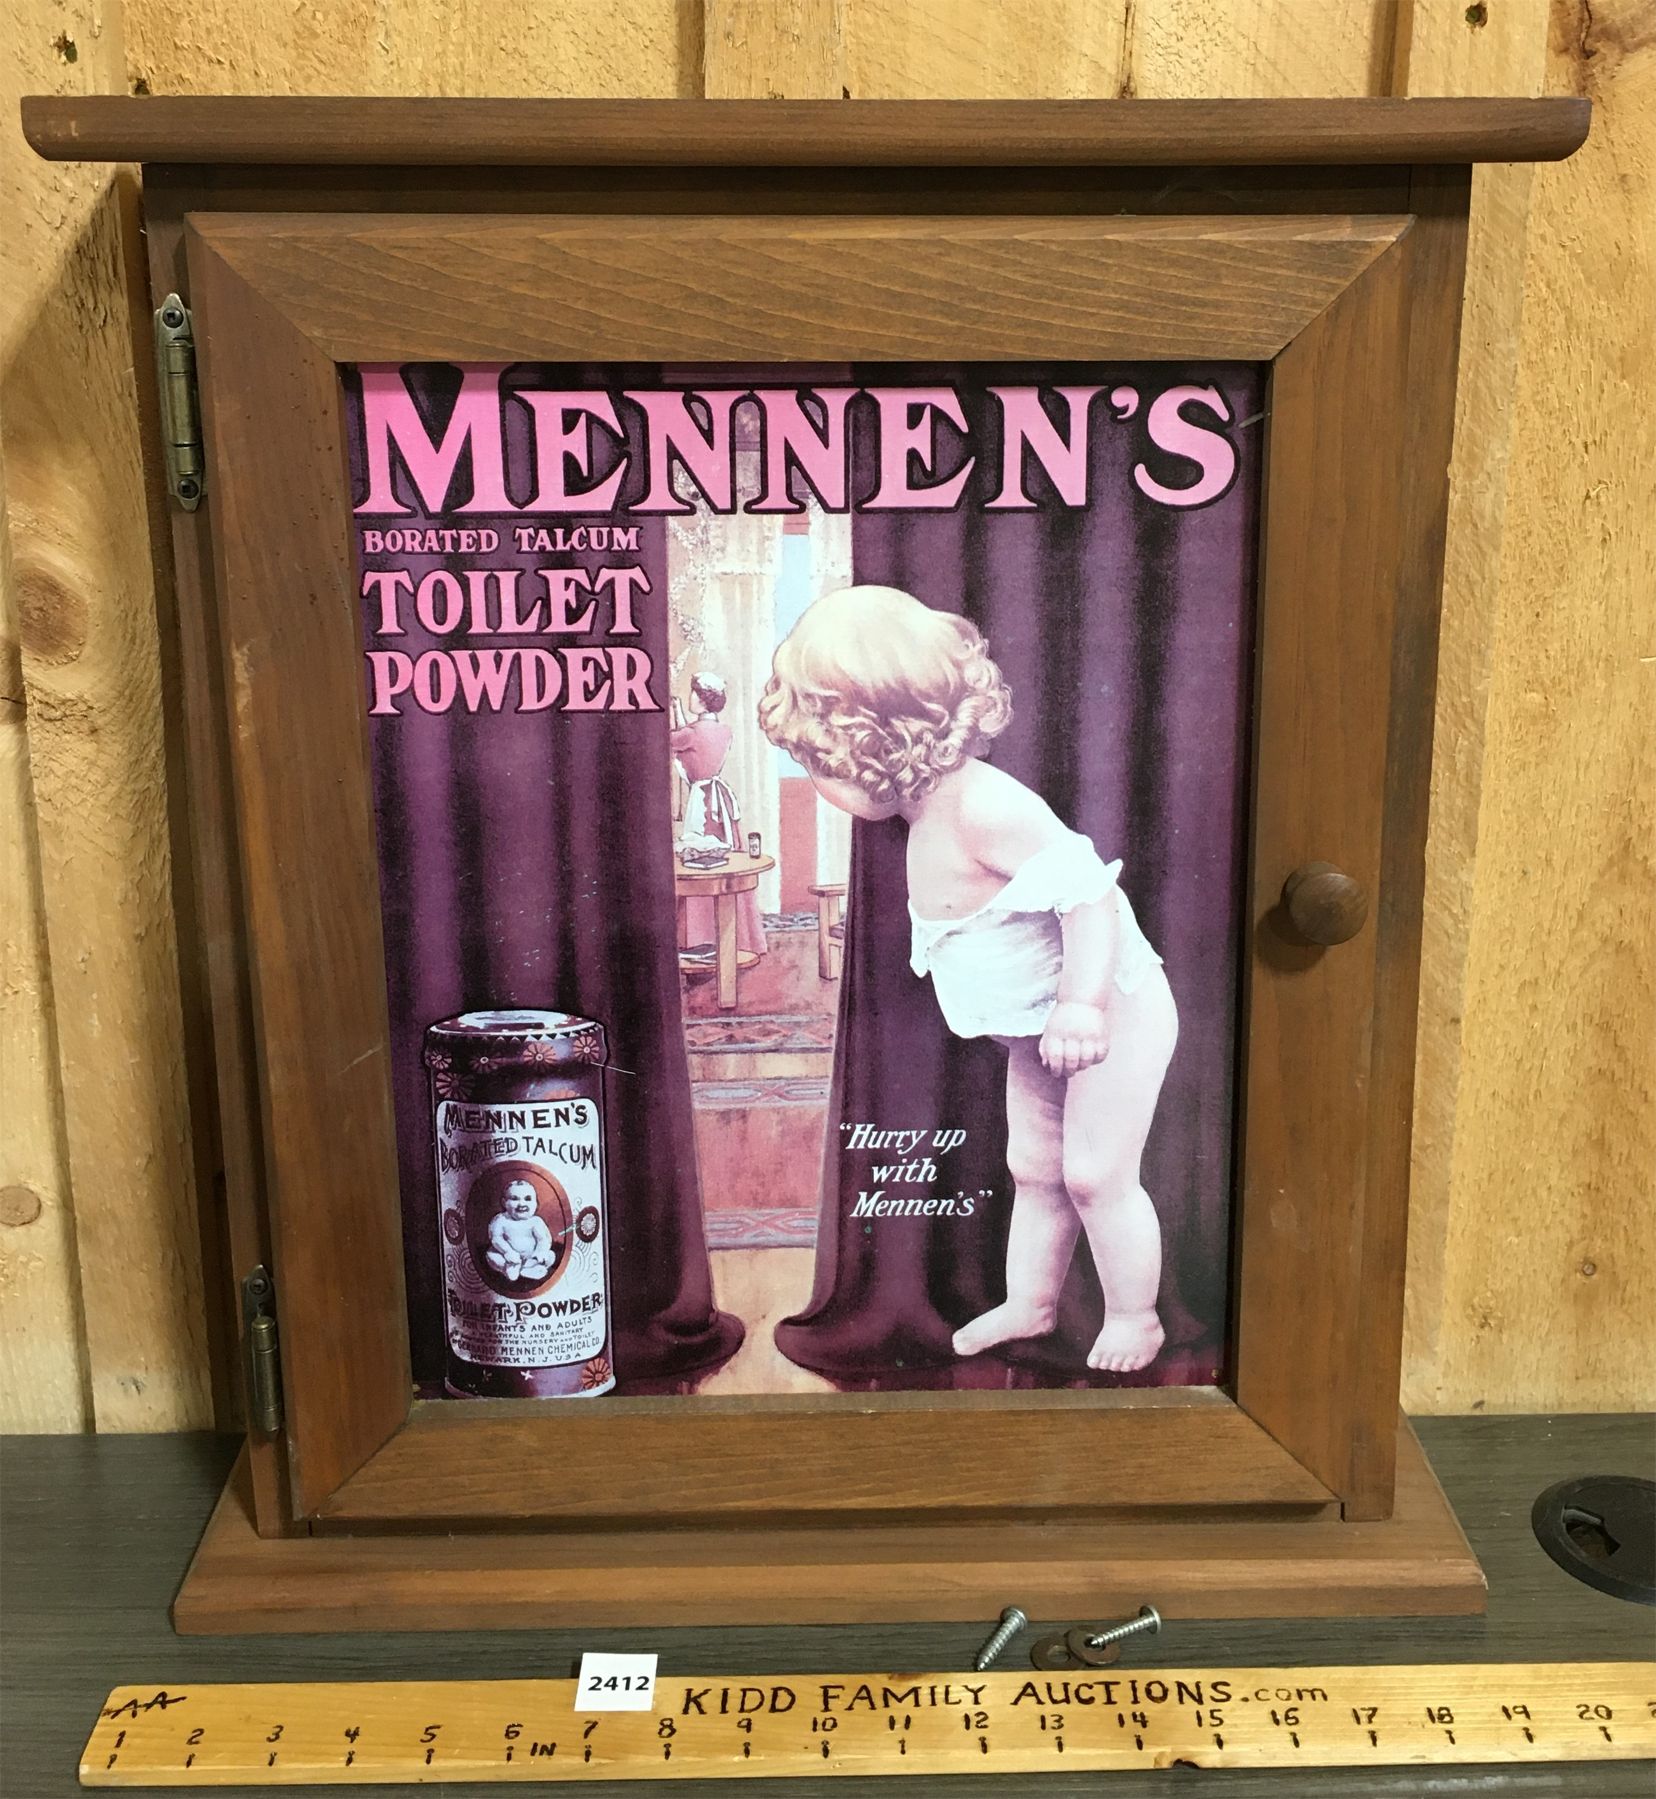 MENNEN'S
BORATED TALCUM
TOILET
POWDER
"Hurry up
with
Mennen's"
MENNEN'S
BORATED TALCUM
TOILET POWDER
FOR INFANTS AND ADULTS
GERHARD MENNEN CHEMICAL CO.
NEWARK, N.J. U.S.A
2412
KIDD FAMILY AUCTIONS.com
AA
1 2 3 4 5 6 IN 7 8 9 10 11 12 13 14 15 16 17 18 19 20